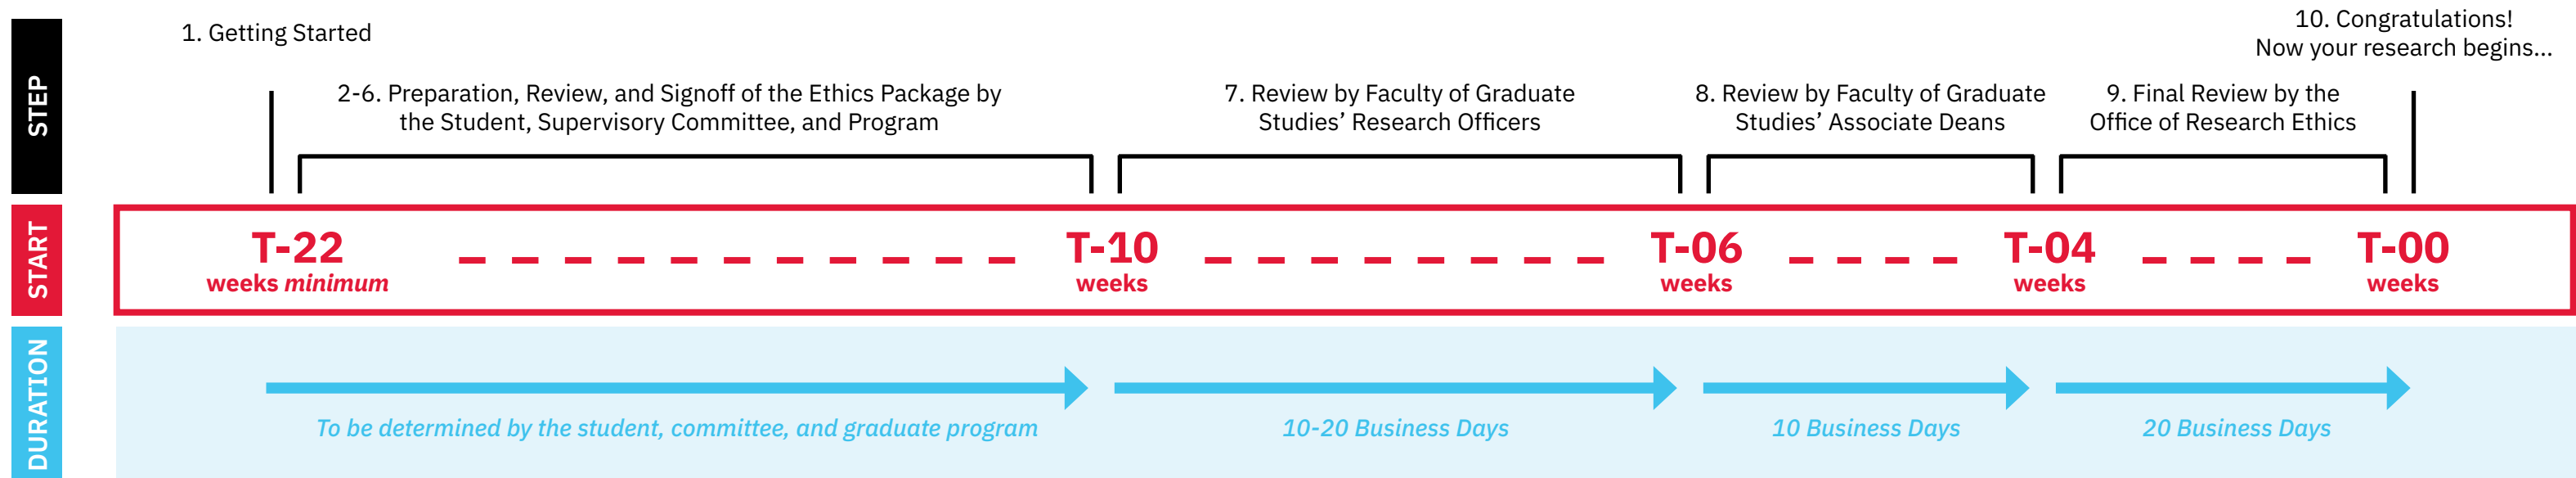 STEP
1. Getting Started
2-6. Preparation, Review, and Signoff of the Ethics Package by
the Student, Supervisory Committee, and Program
7. Review by Faculty of Graduate
Studies’ Research Officers
8. Review by Faculty of Graduate
Studies’ Associate Deans
9. Final Review by the
Office of Research Ethics
10. Congratulations!
Now your research begins...
START
T-22
weeks minimum
T-10
weeks
T-06
weeks
T-04
weeks
T-00
weeks
DURATION
To be determined by the student, committee, and graduate program
10-20 Business Days
10 Business Days
20 Business Days